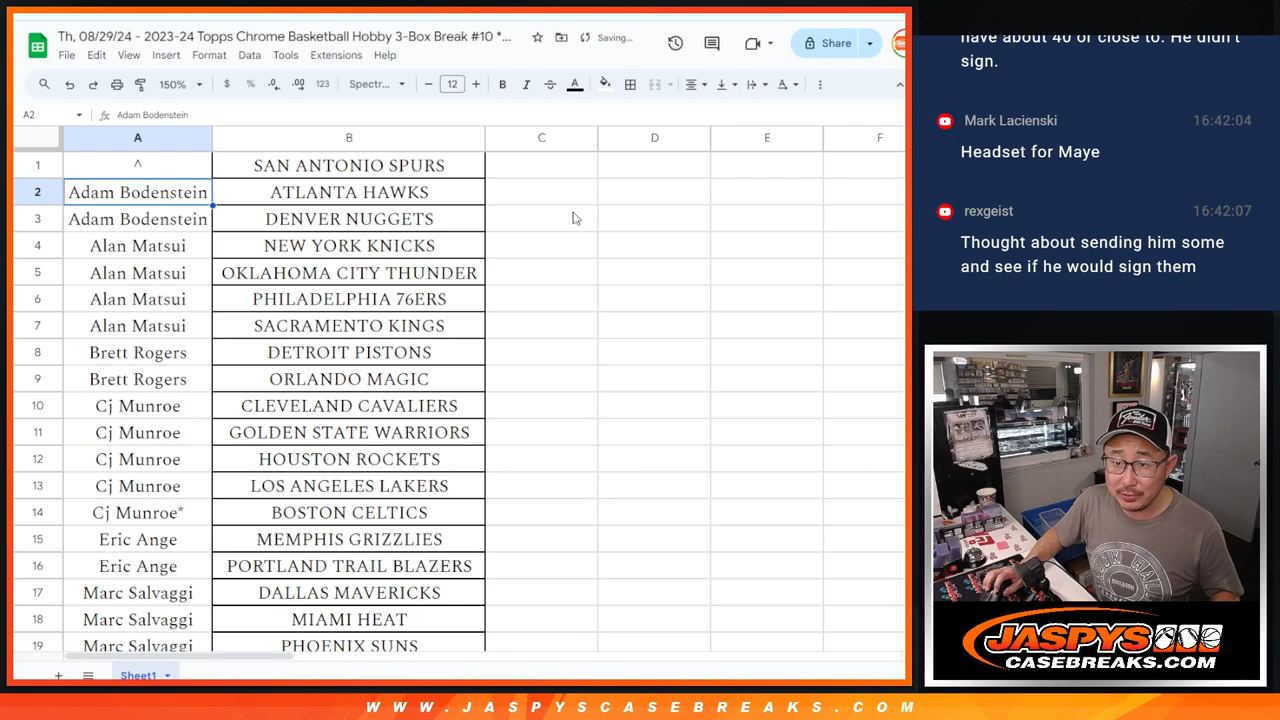 Th, 08/29/24 - 2023-24 Topps Chrome Basketball Hobby 3-Box Break #10 *...
Saving...
Share
File Edit View Insert Format Data Tools Extensions Help
150% $ % .0 .00 123 Spectr... − 12 + B I A
A2 fx Adam Bodenstein
A B C D E F
1 ^ SAN ANTONIO SPURS
2 Adam Bodenstein ATLANTA HAWKS
3 Adam Bodenstein DENVER NUGGETS
4 Alan Matsui NEW YORK KNICKS
5 Alan Matsui OKLAHOMA CITY THUNDER
6 Alan Matsui PHILADELPHIA 76ERS
7 Alan Matsui SACRAMENTO KINGS
8 Brett Rogers DETROIT PISTONS
9 Brett Rogers ORLANDO MAGIC
10 Cj Munroe CLEVELAND CAVALIERS
11 Cj Munroe GOLDEN STATE WARRIORS
12 Cj Munroe HOUSTON ROCKETS
13 Cj Munroe LOS ANGELES LAKERS
14 Cj Munroe* BOSTON CELTICS
15 Eric Ange MEMPHIS GRIZZLIES
16 Eric Ange PORTLAND TRAIL BLAZERS
17 Marc Salvaggi DALLAS MAVERICKS
18 Marc Salvaggi MIAMI HEAT
19 Marc Salvaggi PHOENIX SUNS
Sheet1
have about 40 or close to. He didn't
sign.
Mark Lacienski 16:42:04
Headset for Maye
rexgeist 16:42:07
Thought about sending him some
and see if he would sign them
JASPYS
CASEBREAKS.COM
WWW.JASPYSCASEBREAKS.COM